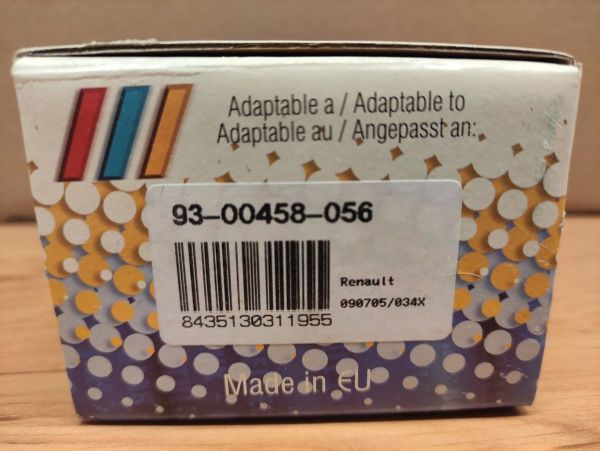 Adaptable a / Adaptable to
Adaptable au / Angepasst an:
93-00458-056
Renault
090705/034X
8435130311955
Made in EU